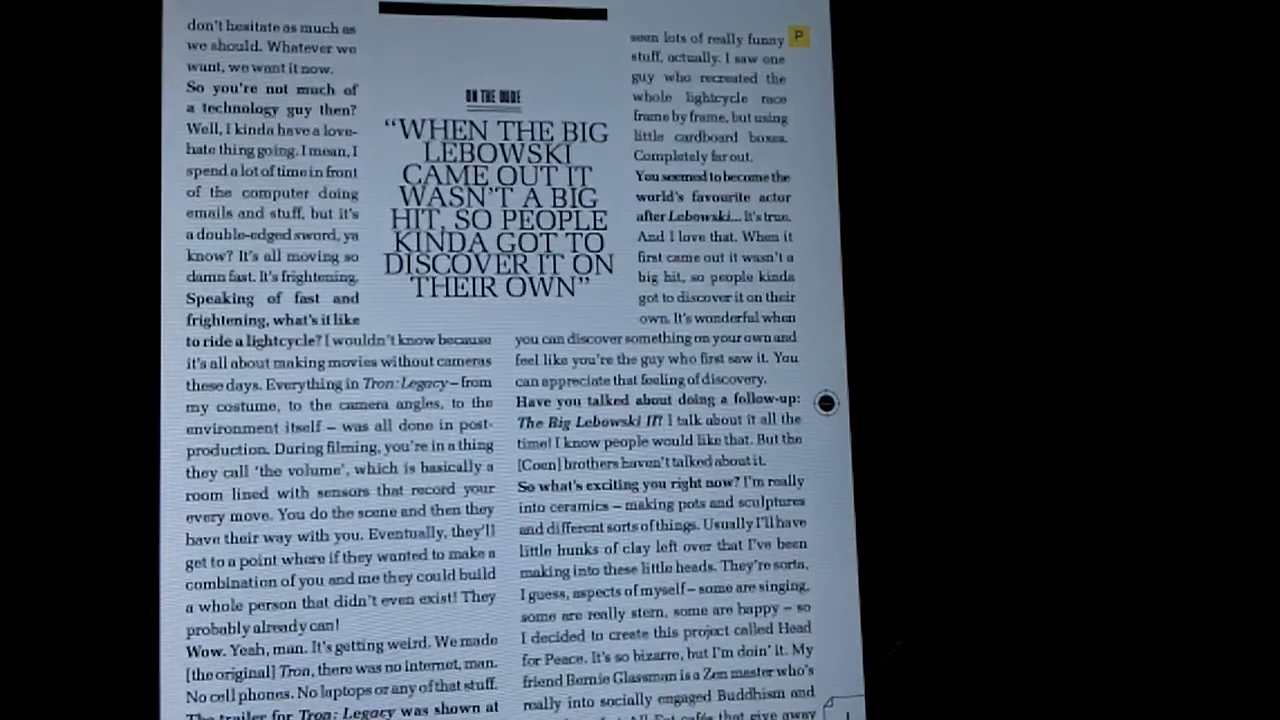 don't hesitate as much as
we should. Whatever we
want, we want it now.
So you're not much of
a technology guy then?
Well, I kinda have a love-
hate thing going. I mean, I
spend a lot of time in front
of the computer doing
emails and stuff, but it's
a double-edged sword, ya
know? It's all moving so
damn fast. It's frightening.
Speaking of fast and
frightening, what's it like
to ride a lightcycle? I wouldn't know because
it's all about making movies without cameras
these days. Everything in Tron: Legacy – from
my costume, to the camera angles, to the
environment itself – was all done in post-
production. During filming, you're in a thing
they call 'the volume', which is basically a
room lined with sensors that record your
every move. You do the scene and then they
have their way with you. Eventually, they'll
get to a point where if they wanted to make a
combination of you and me they could build
a whole person that didn't even exist! They
probably already can!
Wow. Yeah, man. It's getting weird. We made
[the original] Tron, there was no internet, man.
No cell phones. No laptops or any of that stuff.
The trailer for Tron: Legacy was shown at
ON THE DUDE
“WHEN THE BIG
LEBOWSKI
CAME OUT IT
WASN'T A BIG
HIT, SO PEOPLE
KINDA GOT TO
DISCOVER IT ON
THEIR OWN”
P
seen lots of really funny
stuff, actually. I saw one
guy who recreated the
whole lightcycle race
frame by frame, but using
little cardboard boxes.
Completely far out.
You seemed to become the
world's favourite actor
after Lebowski... It's true.
And I love that. When it
first came out it wasn't a
big hit, so people kinda
got to discover it on their
own. It's wonderful when
you can discover something on your own and
feel like you're the guy who first saw it. You
can appreciate that feeling of discovery.
Have you talked about doing a follow-up:
The Big Lebowski II? I talk about it all the
time! I know people would like that. But the
[Coen] brothers haven't talked about it.
So what's exciting you right now? I'm really
into ceramics – making pots and sculptures
and different sorts of things. Usually I'll have
little hunks of clay left over that I've been
making into these little heads. They're sorta,
I guess, aspects of myself – some are singing,
some are really stern, some are happy – so
I decided to create this project called Head
for Peace. It's so bizarre, but I'm doin' it. My
friend Bernie Glassman is a Zen master who's
really into socially engaged Buddhism and
cafés that give away